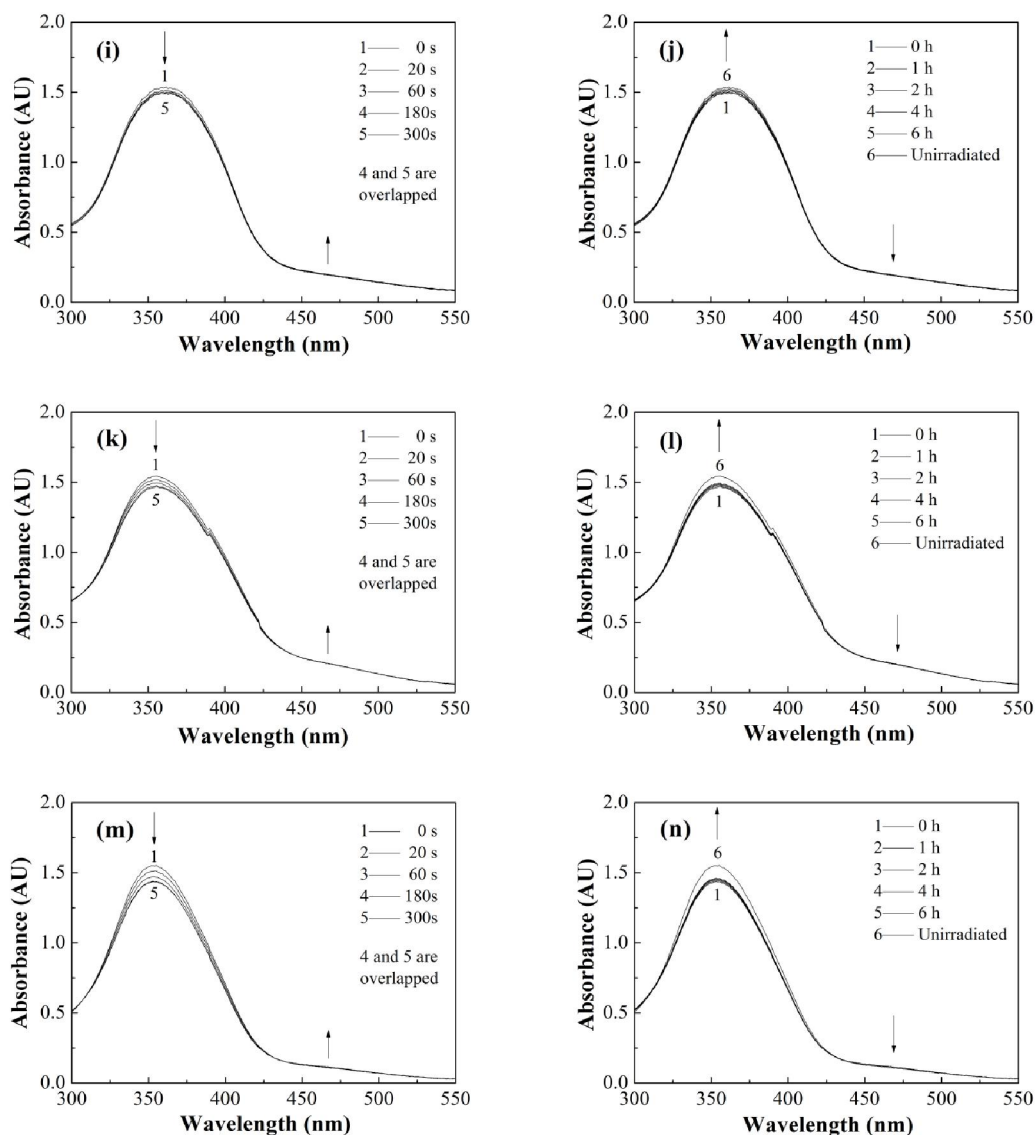 (i)
1 0 s
2 20 s
3 60 s
4 180s
5 300s
4 and 5 are
overlapped
1
5
Absorbance (AU)
2.0
1.5
1.0
0.5
0.0
300 350 400 450 500 550
Wavelength (nm)
(j)
1 0 h
2 1 h
3 2 h
4 4 h
5 6 h
6 Unirradiated
6
1
Absorbance (AU)
2.0
1.5
1.0
0.5
0.0
300 350 400 450 500 550
Wavelength (nm)
(k)
1 0 s
2 20 s
3 60 s
4 180s
5 300s
4 and 5 are
overlapped
1
5
Absorbance (AU)
2.0
1.5
1.0
0.5
0.0
300 350 400 450 500 550
Wavelength (nm)
(l)
1 0 h
2 1 h
3 2 h
4 4 h
5 6 h
6 Unirradiated
6
1
Absorbance (AU)
2.0
1.5
1.0
0.5
0.0
300 350 400 450 500 550
Wavelength (nm)
(m)
1 0 s
2 20 s
3 60 s
4 180s
5 300s
4 and 5 are
overlapped
1
5
Absorbance (AU)
2.0
1.5
1.0
0.5
0.0
300 350 400 450 500 550
Wavelength (nm)
(n)
1 0 h
2 1 h
3 2 h
4 4 h
5 6 h
6 Unirradiated
6
1
Absorbance (AU)
2.0
1.5
1.0
0.5
0.0
300 350 400 450 500 550
Wavelength (nm)